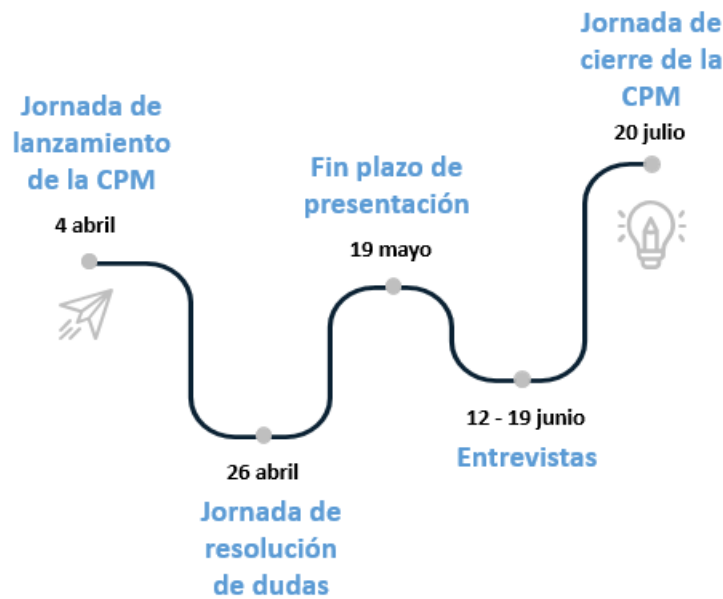 Jornada de
lanzamiento
de la CPM
4 abril
26 abril
Jornada de
resolución
de dudas
Fin plazo de
presentación
19 mayo
12 - 19 junio
Entrevistas
Jornada de
cierre de la
CPM
20 julio